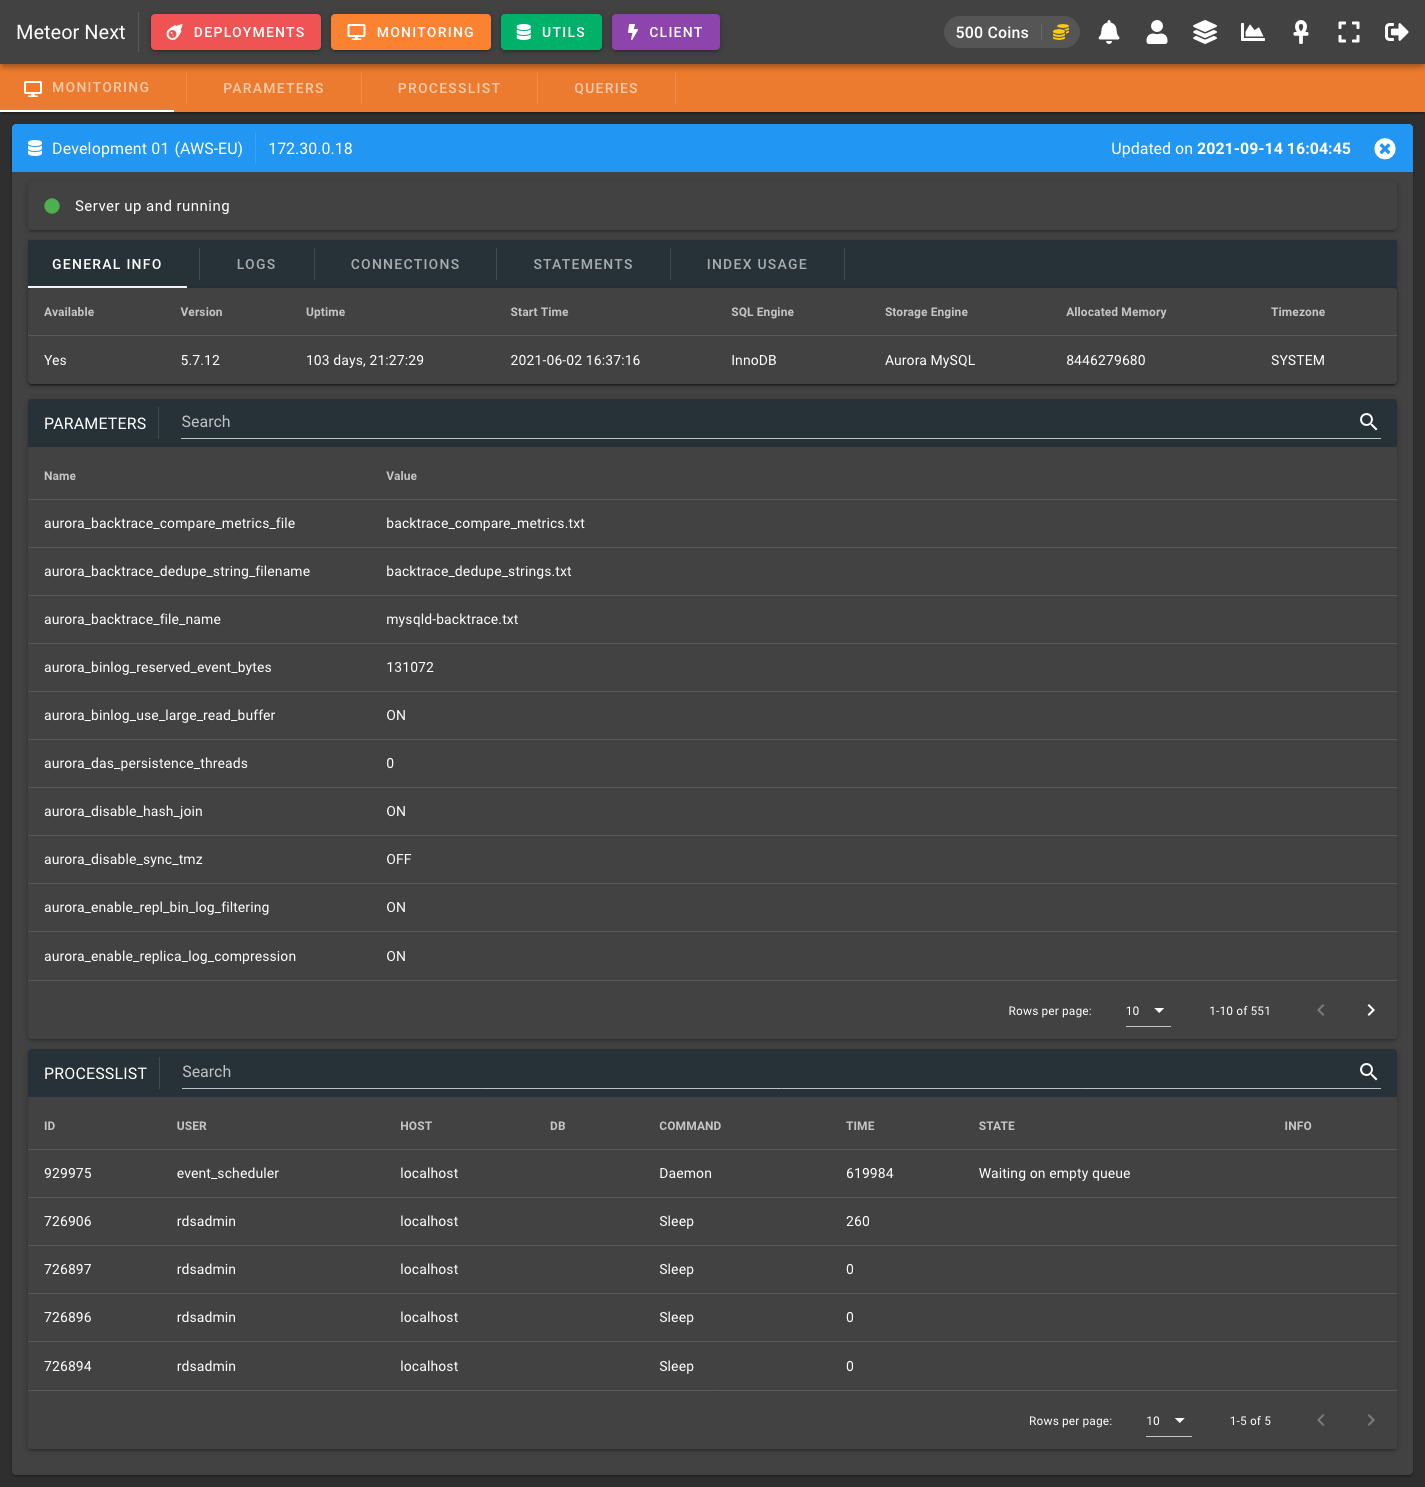 Meteor Next DEPLOYMENTS MONITORING UTILS CLIENT 500 Coins
MONITORING PARAMETERS PROCESSLIST QUERIES
Development 01 (AWS-EU) 172.30.0.18 Updated on 2021-09-14 16:04:45
Server up and running
GENERAL INFO LOGS CONNECTIONS STATEMENTS INDEX USAGE
Available Version Uptime Start Time SQL Engine Storage Engine Allocated Memory Timezone
Yes 5.7.12 103 days, 21:27:29 2021-06-02 16:37:16 InnoDB Aurora MySQL 8446279680 SYSTEM
PARAMETERS Search
Name Value
aurora_backtrace_compare_metrics_file backtrace_compare_metrics.txt
aurora_backtrace_dedupe_string_filename backtrace_dedupe_strings.txt
aurora_backtrace_file_name mysqld-backtrace.txt
aurora_binlog_reserved_event_bytes 131072
aurora_binlog_use_large_read_buffer ON
aurora_das_persistence_threads 0
aurora_disable_hash_join ON
aurora_disable_sync_tmz OFF
aurora_enable_repl_bin_log_filtering ON
aurora_enable_replica_log_compression ON
Rows per page: 10 1-10 of 551
PROCESSLIST Search
ID USER HOST DB COMMAND TIME STATE INFO
929975 event_scheduler localhost Daemon 619984 Waiting on empty queue
726906 rdsadmin localhost Sleep 260
726897 rdsadmin localhost Sleep 0
726896 rdsadmin localhost Sleep 0
726894 rdsadmin localhost Sleep 0
Rows per page: 10 1-5 of 5